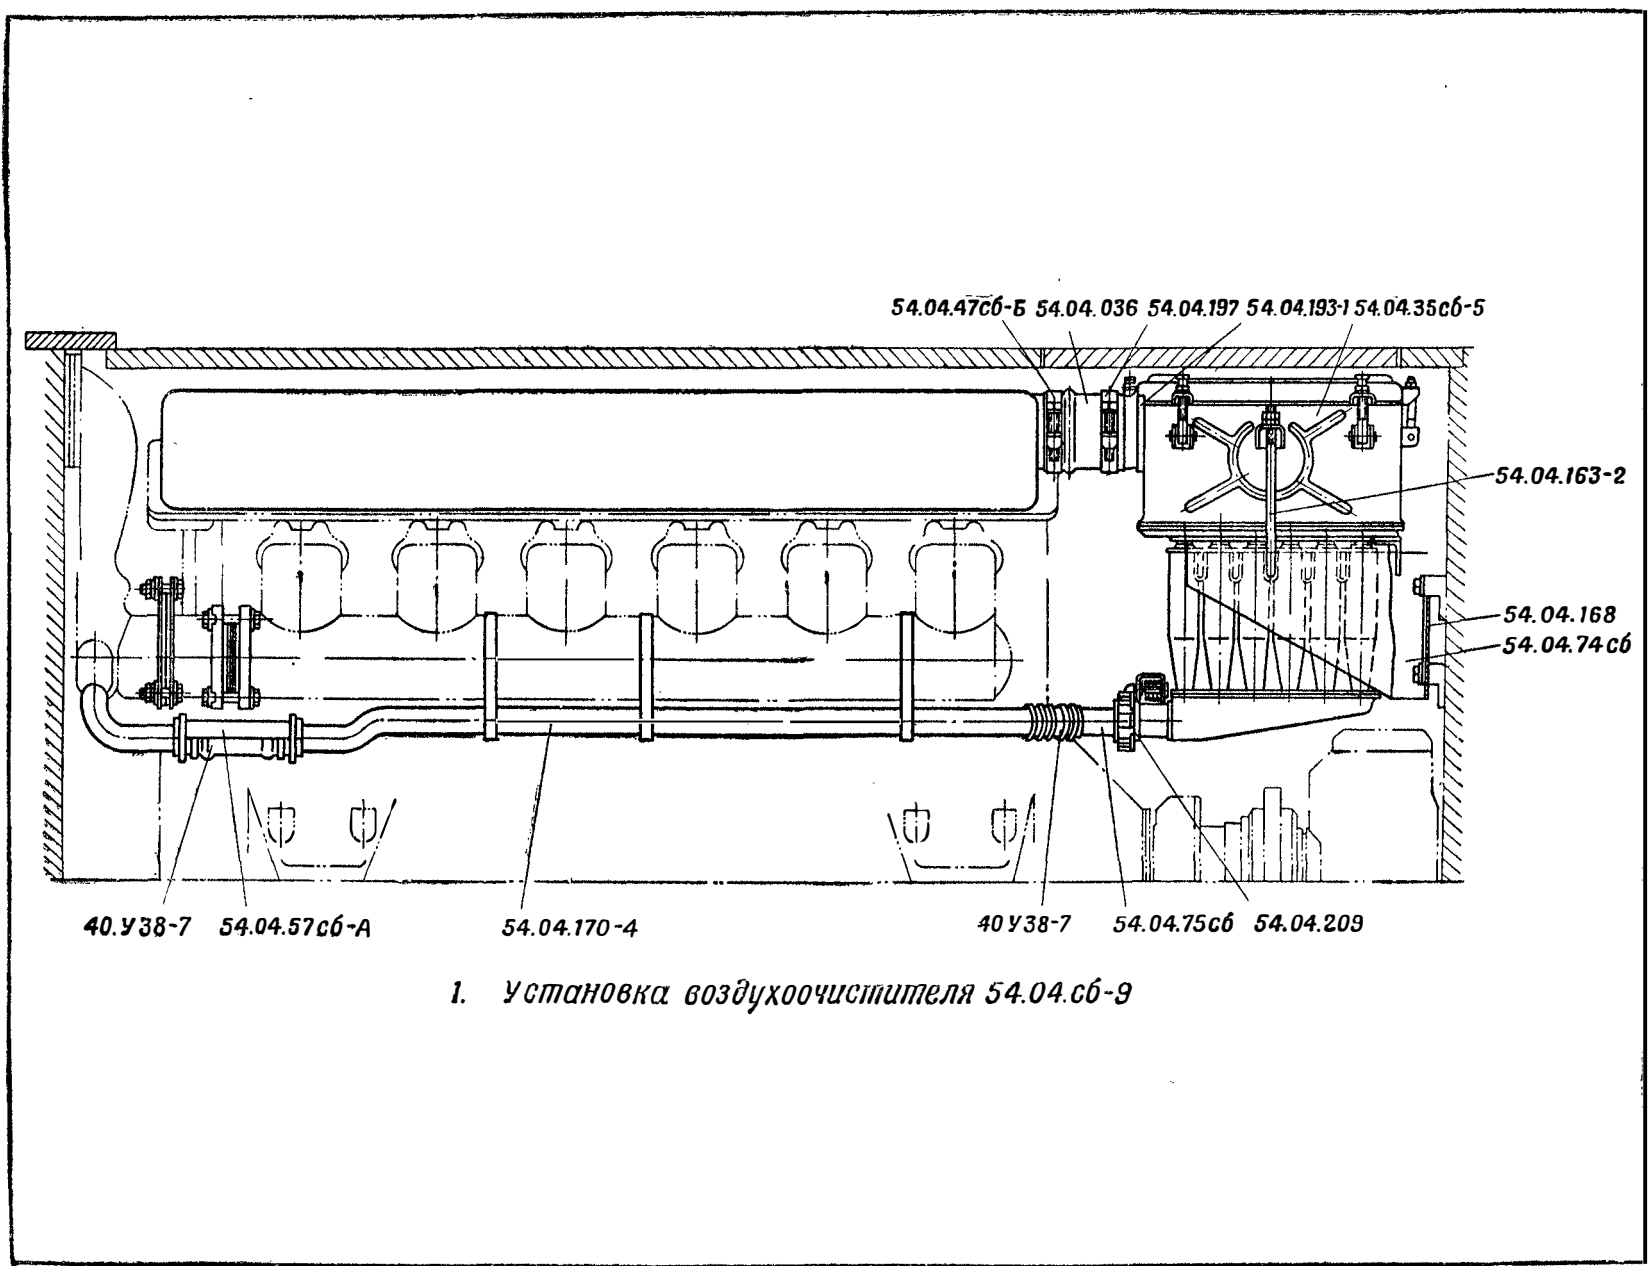 54.04.47сб-Б 54.04.036 54.04.197 54.04.193-1 54.04.35сб-5
54.04.163-2
54.04.168
54.04.74сб
40.У38-7 54.04.57сб-А 54.04.170-4 40У38-7 54.04.75сб 54.04.209
1. Установка воздухоочистителя 54.04.сб-9